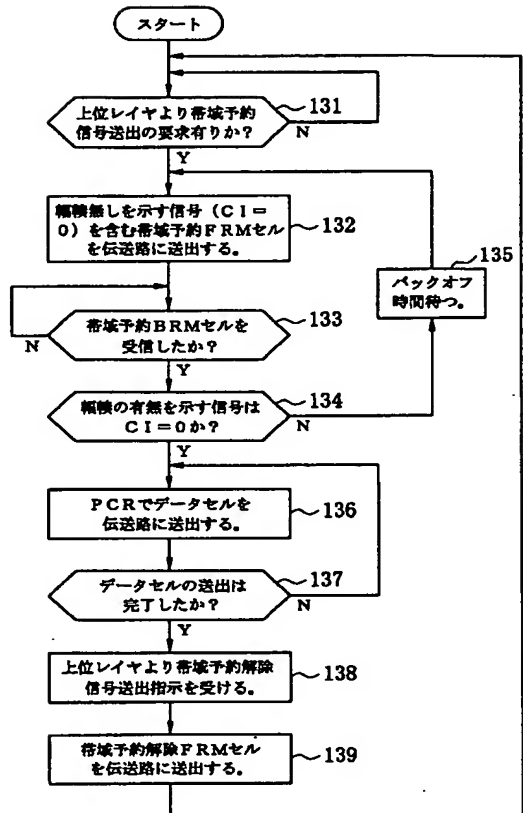 スタート
上位レイヤより帯域予約
信号送出の要求有りか?
131
N
Y
輻輳無しを示す信号(CI=
0)を含む帯域予約FRMセル
を伝送路に送出する。
132
135
バックオフ
時間待つ。
帯域予約BRMセルを
受信したか?
133
N
Y
輻輳の有無を示す信号は
CI=0か?
134
N
Y
PCRでデータセルを
伝送路に送出する。
136
データセルの送出は
完了したか?
137
N
Y
上位レイヤより帯域予約解除
信号送出指示を受ける。
138
帯域予約解除FRMセル
を伝送路に送出する。
139